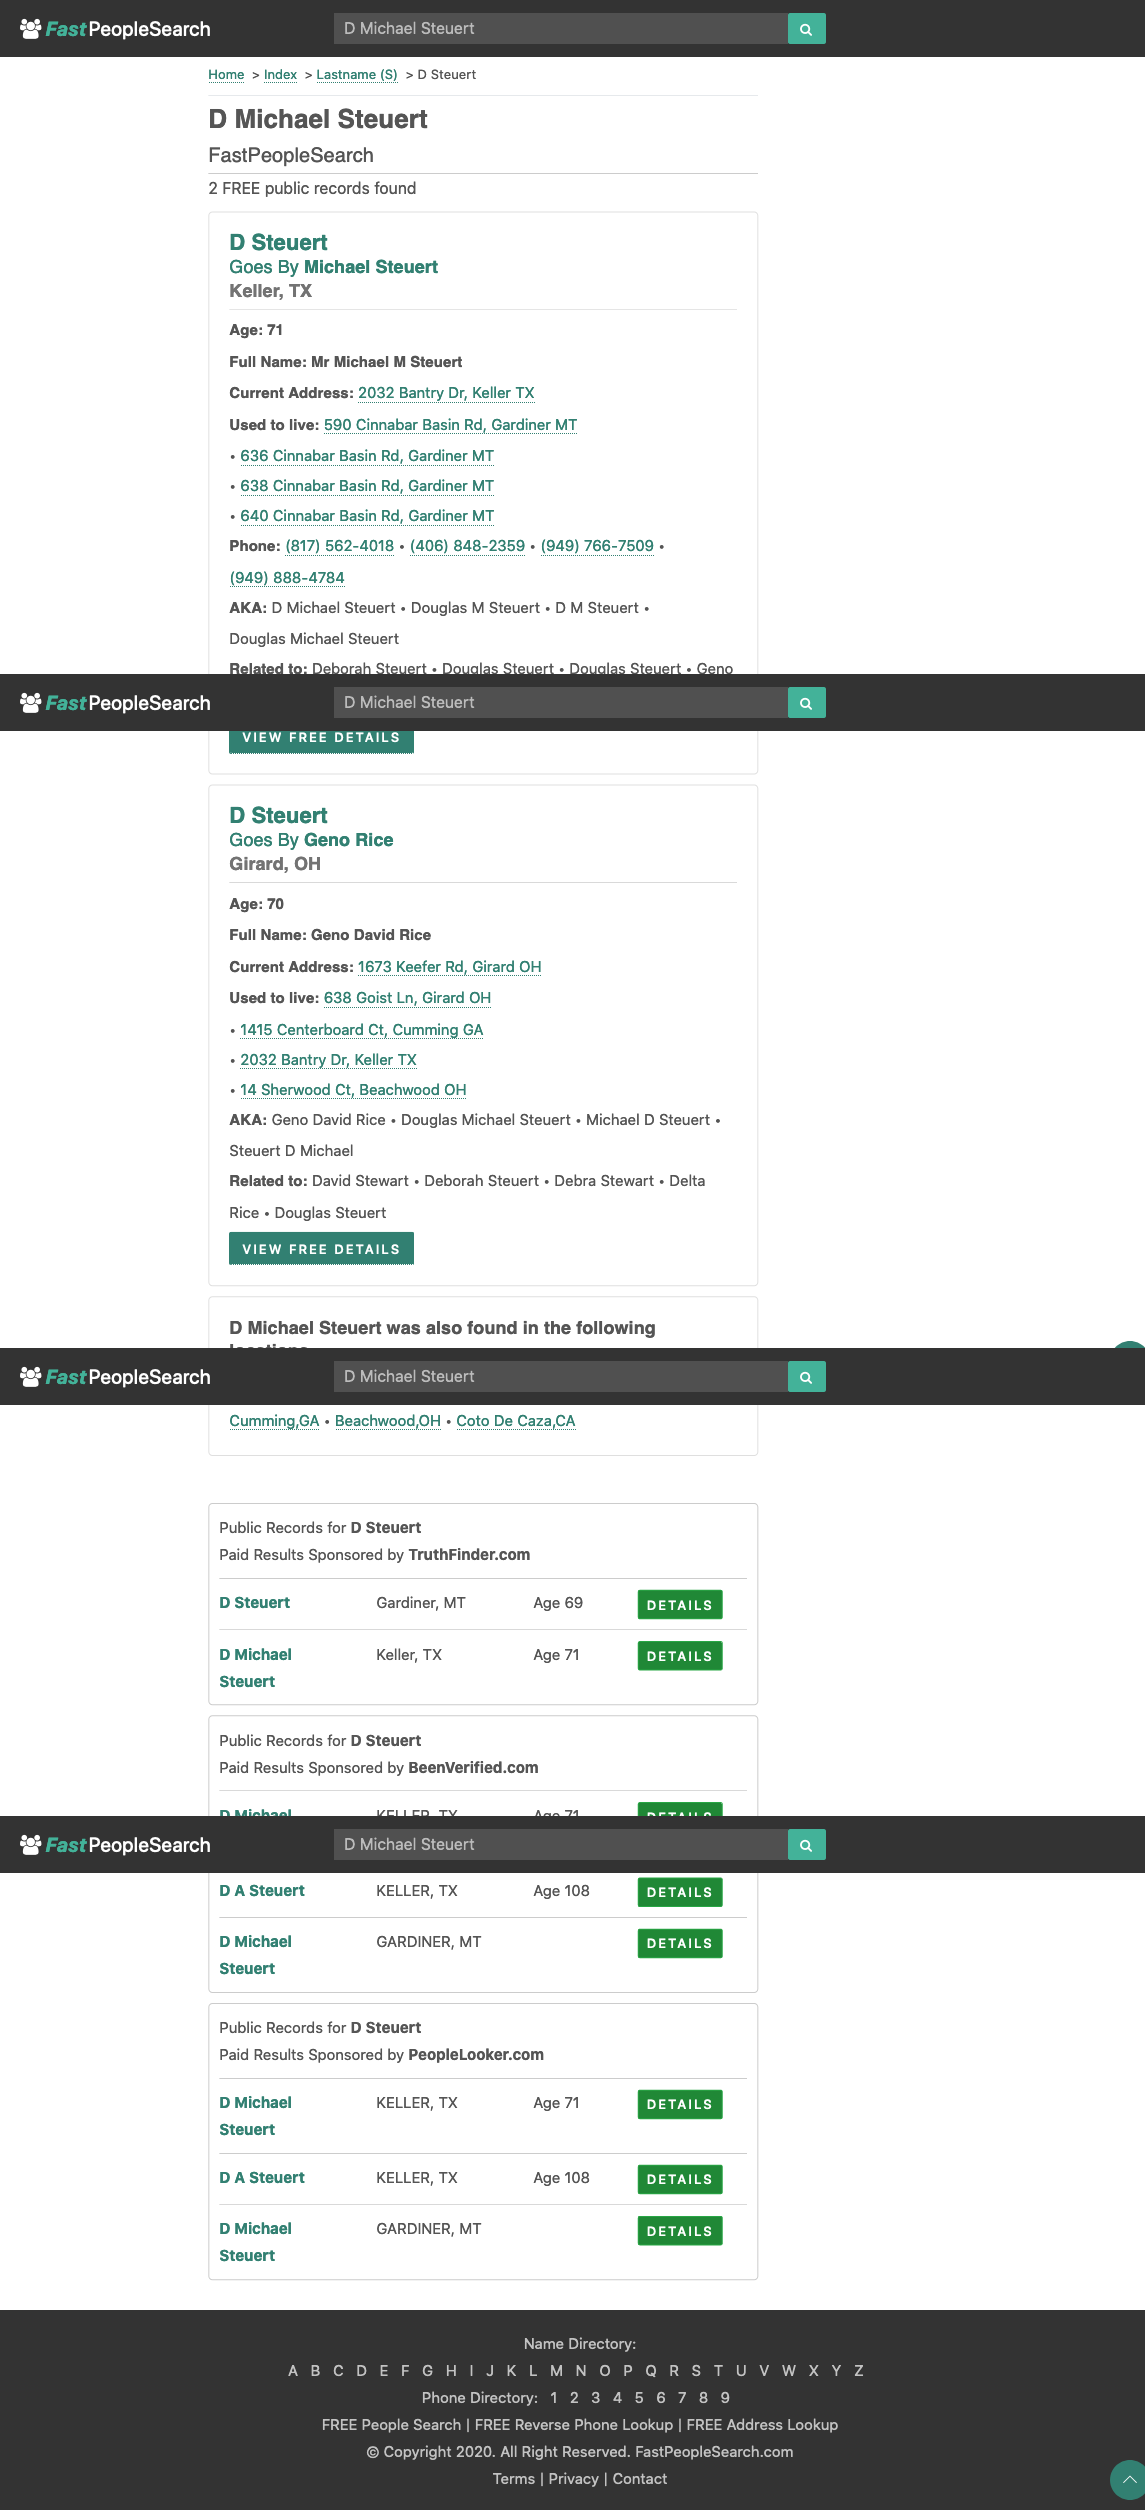 FastPeopleSearch
D Michael Steuert
Home > Index > Lastname (S) > D Steuert
D Michael Steuert
FastPeopleSearch
2 FREE public records found
D Steuert
Goes By Michael Steuert
Keller, TX
Age: 71
Full Name: Mr Michael M Steuert
Current Address: 2032 Bantry Dr, Keller TX
Used to live: 590 Cinnabar Basin Rd, Gardiner MT
• 636 Cinnabar Basin Rd, Gardiner MT
• 638 Cinnabar Basin Rd, Gardiner MT
• 640 Cinnabar Basin Rd, Gardiner MT
Phone: (817) 562-4018 • (406) 848-2359 • (949) 766-7509 •
(949) 888-4784
AKA: D Michael Steuert • Douglas M Steuert • D M Steuert •
Douglas Michael Steuert
Related to: Deborah Steuert • Douglas Steuert • Douglas Steuert • Geno
FastPeopleSearch
D Michael Steuert
VIEW FREE DETAILS
D Steuert
Goes By Geno Rice
Girard, OH
Age: 70
Full Name: Geno David Rice
Current Address: 1673 Keefer Rd, Girard OH
Used to live: 638 Goist Ln, Girard OH
• 1415 Centerboard Ct, Cumming GA
• 2032 Bantry Dr, Keller TX
• 14 Sherwood Ct, Beachwood OH
AKA: Geno David Rice • Douglas Michael Steuert • Michael D Steuert •
Steuert D Michael
Related to: David Stewart • Deborah Steuert • Debra Stewart • Delta
Rice • Douglas Steuert
VIEW FREE DETAILS
D Michael Steuert was also found in the following
locations
FastPeopleSearch
D Michael Steuert
Cumming,GA • Beachwood,OH • Coto De Caza,CA
Public Records for D Steuert
Paid Results Sponsored by TruthFinder.com
D Steuert Gardiner, MT Age 69 DETAILS
D Michael Steuert Keller, TX Age 71 DETAILS
Public Records for D Steuert
Paid Results Sponsored by BeenVerified.com
D Michael KELLER, TX Age 71 DETAILS
FastPeopleSearch
D Michael Steuert
D A Steuert KELLER, TX Age 108 DETAILS
D Michael Steuert GARDINER, MT DETAILS
Public Records for D Steuert
Paid Results Sponsored by PeopleLooker.com
D Michael Steuert KELLER, TX Age 71 DETAILS
D A Steuert KELLER, TX Age 108 DETAILS
D Michael Steuert GARDINER, MT DETAILS
Name Directory:
A B C D E F G H I J K L M N O P Q R S T U V W X Y Z
Phone Directory: 1 2 3 4 5 6 7 8 9
FREE People Search | FREE Reverse Phone Lookup | FREE Address Lookup
© Copyright 2020. All Right Reserved. FastPeopleSearch.com
Terms | Privacy | Contact